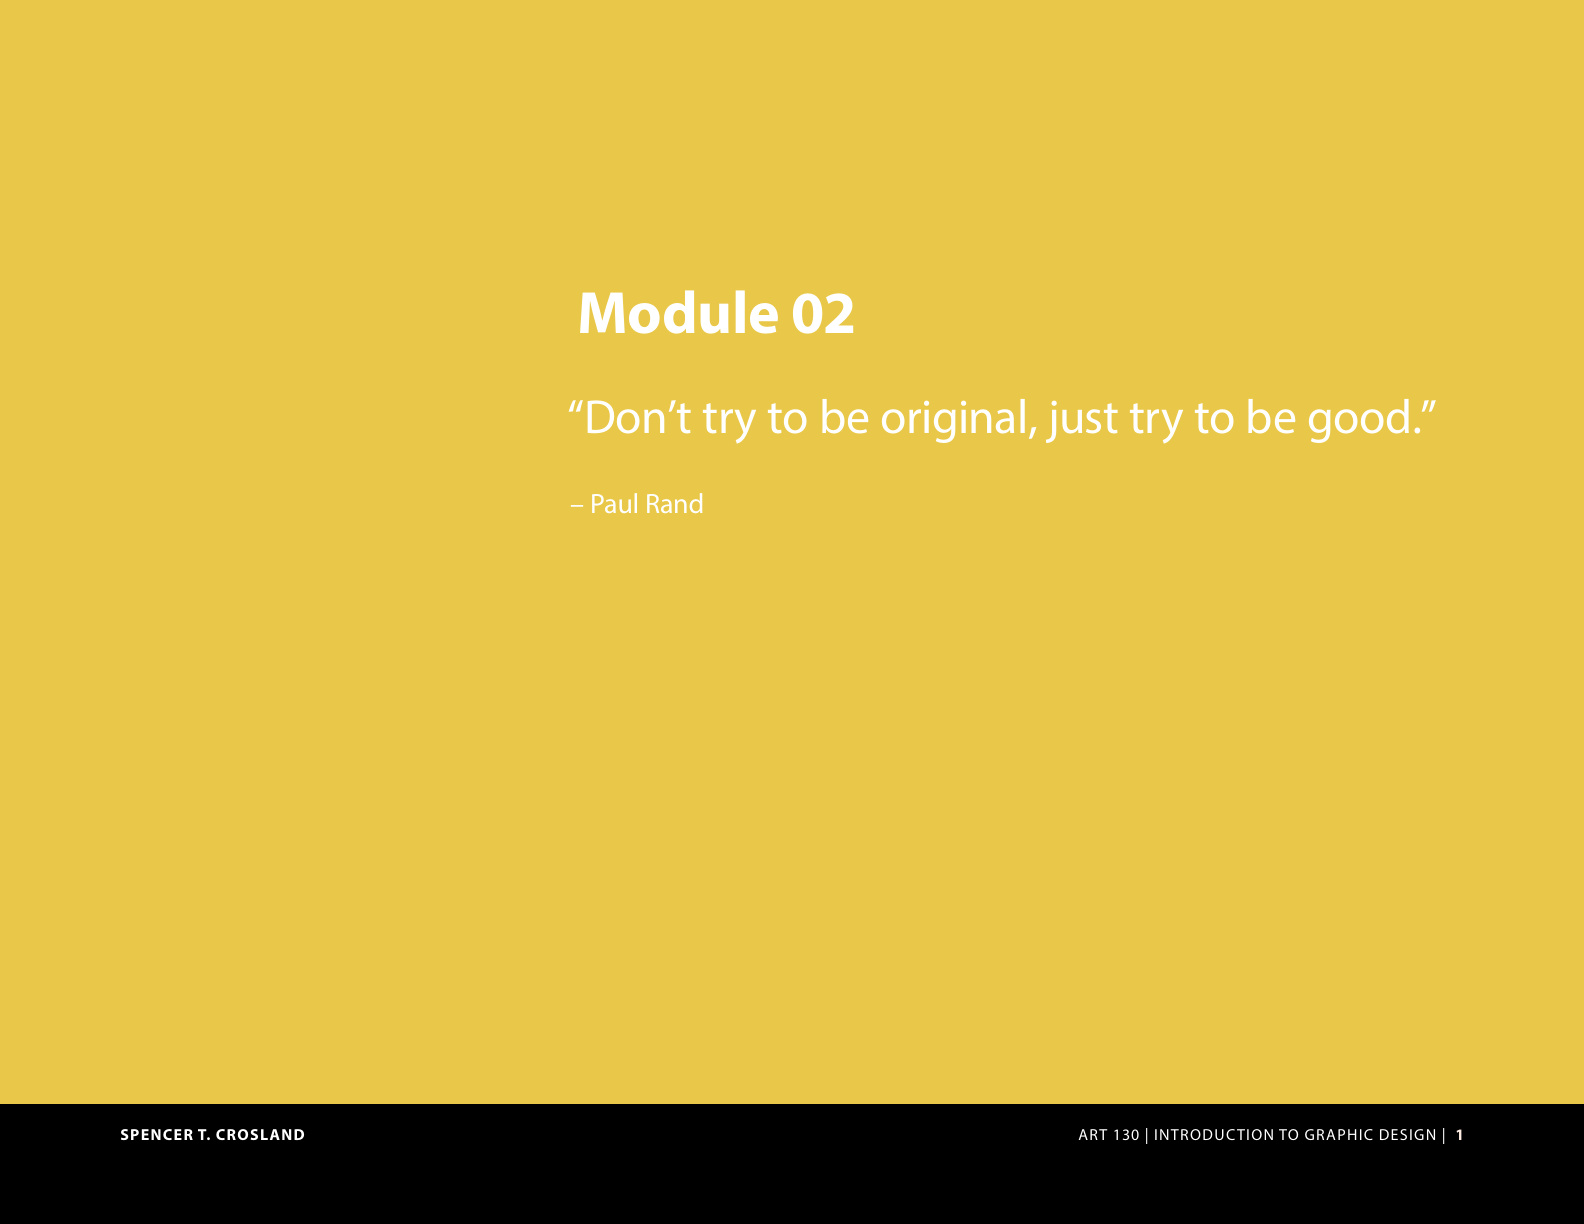 Module 02
“Don’t try to be original, just try to be good.”
– Paul Rand
SPENCER T. CROSLAND
ART 130 | INTRODUCTION TO GRAPHIC DESIGN | 1